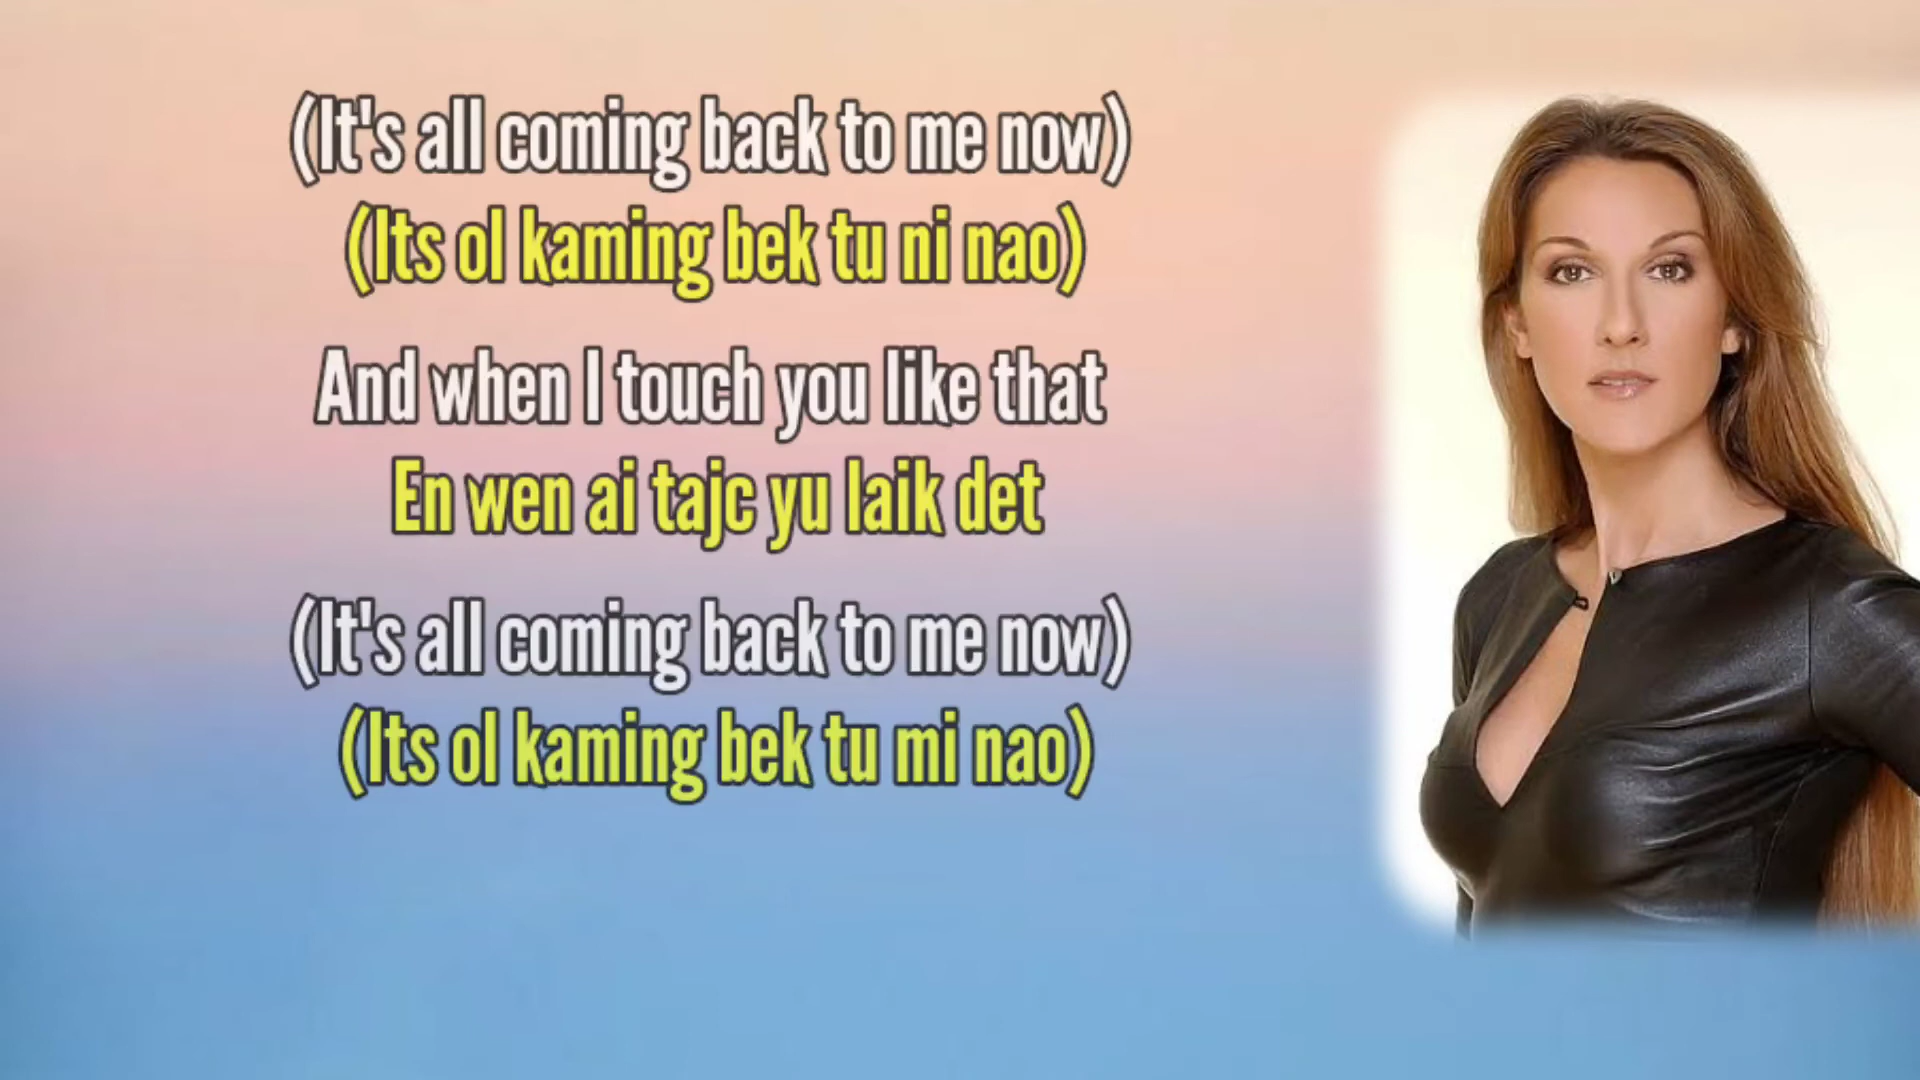 (It's all coming back to me now)
(Its ol kaming bek tu ni nao)
And when I touch you like that
En wen ai tajc yu laik det
(It's all coming back to me now)
(Its ol kaming bek tu mi nao)